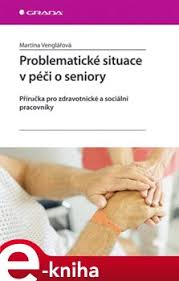 GRADA
Martina Venglářová
Problematické situace
v péči o seniory
Příručka pro zdravotnické a sociální
pracovníky
e-kniha